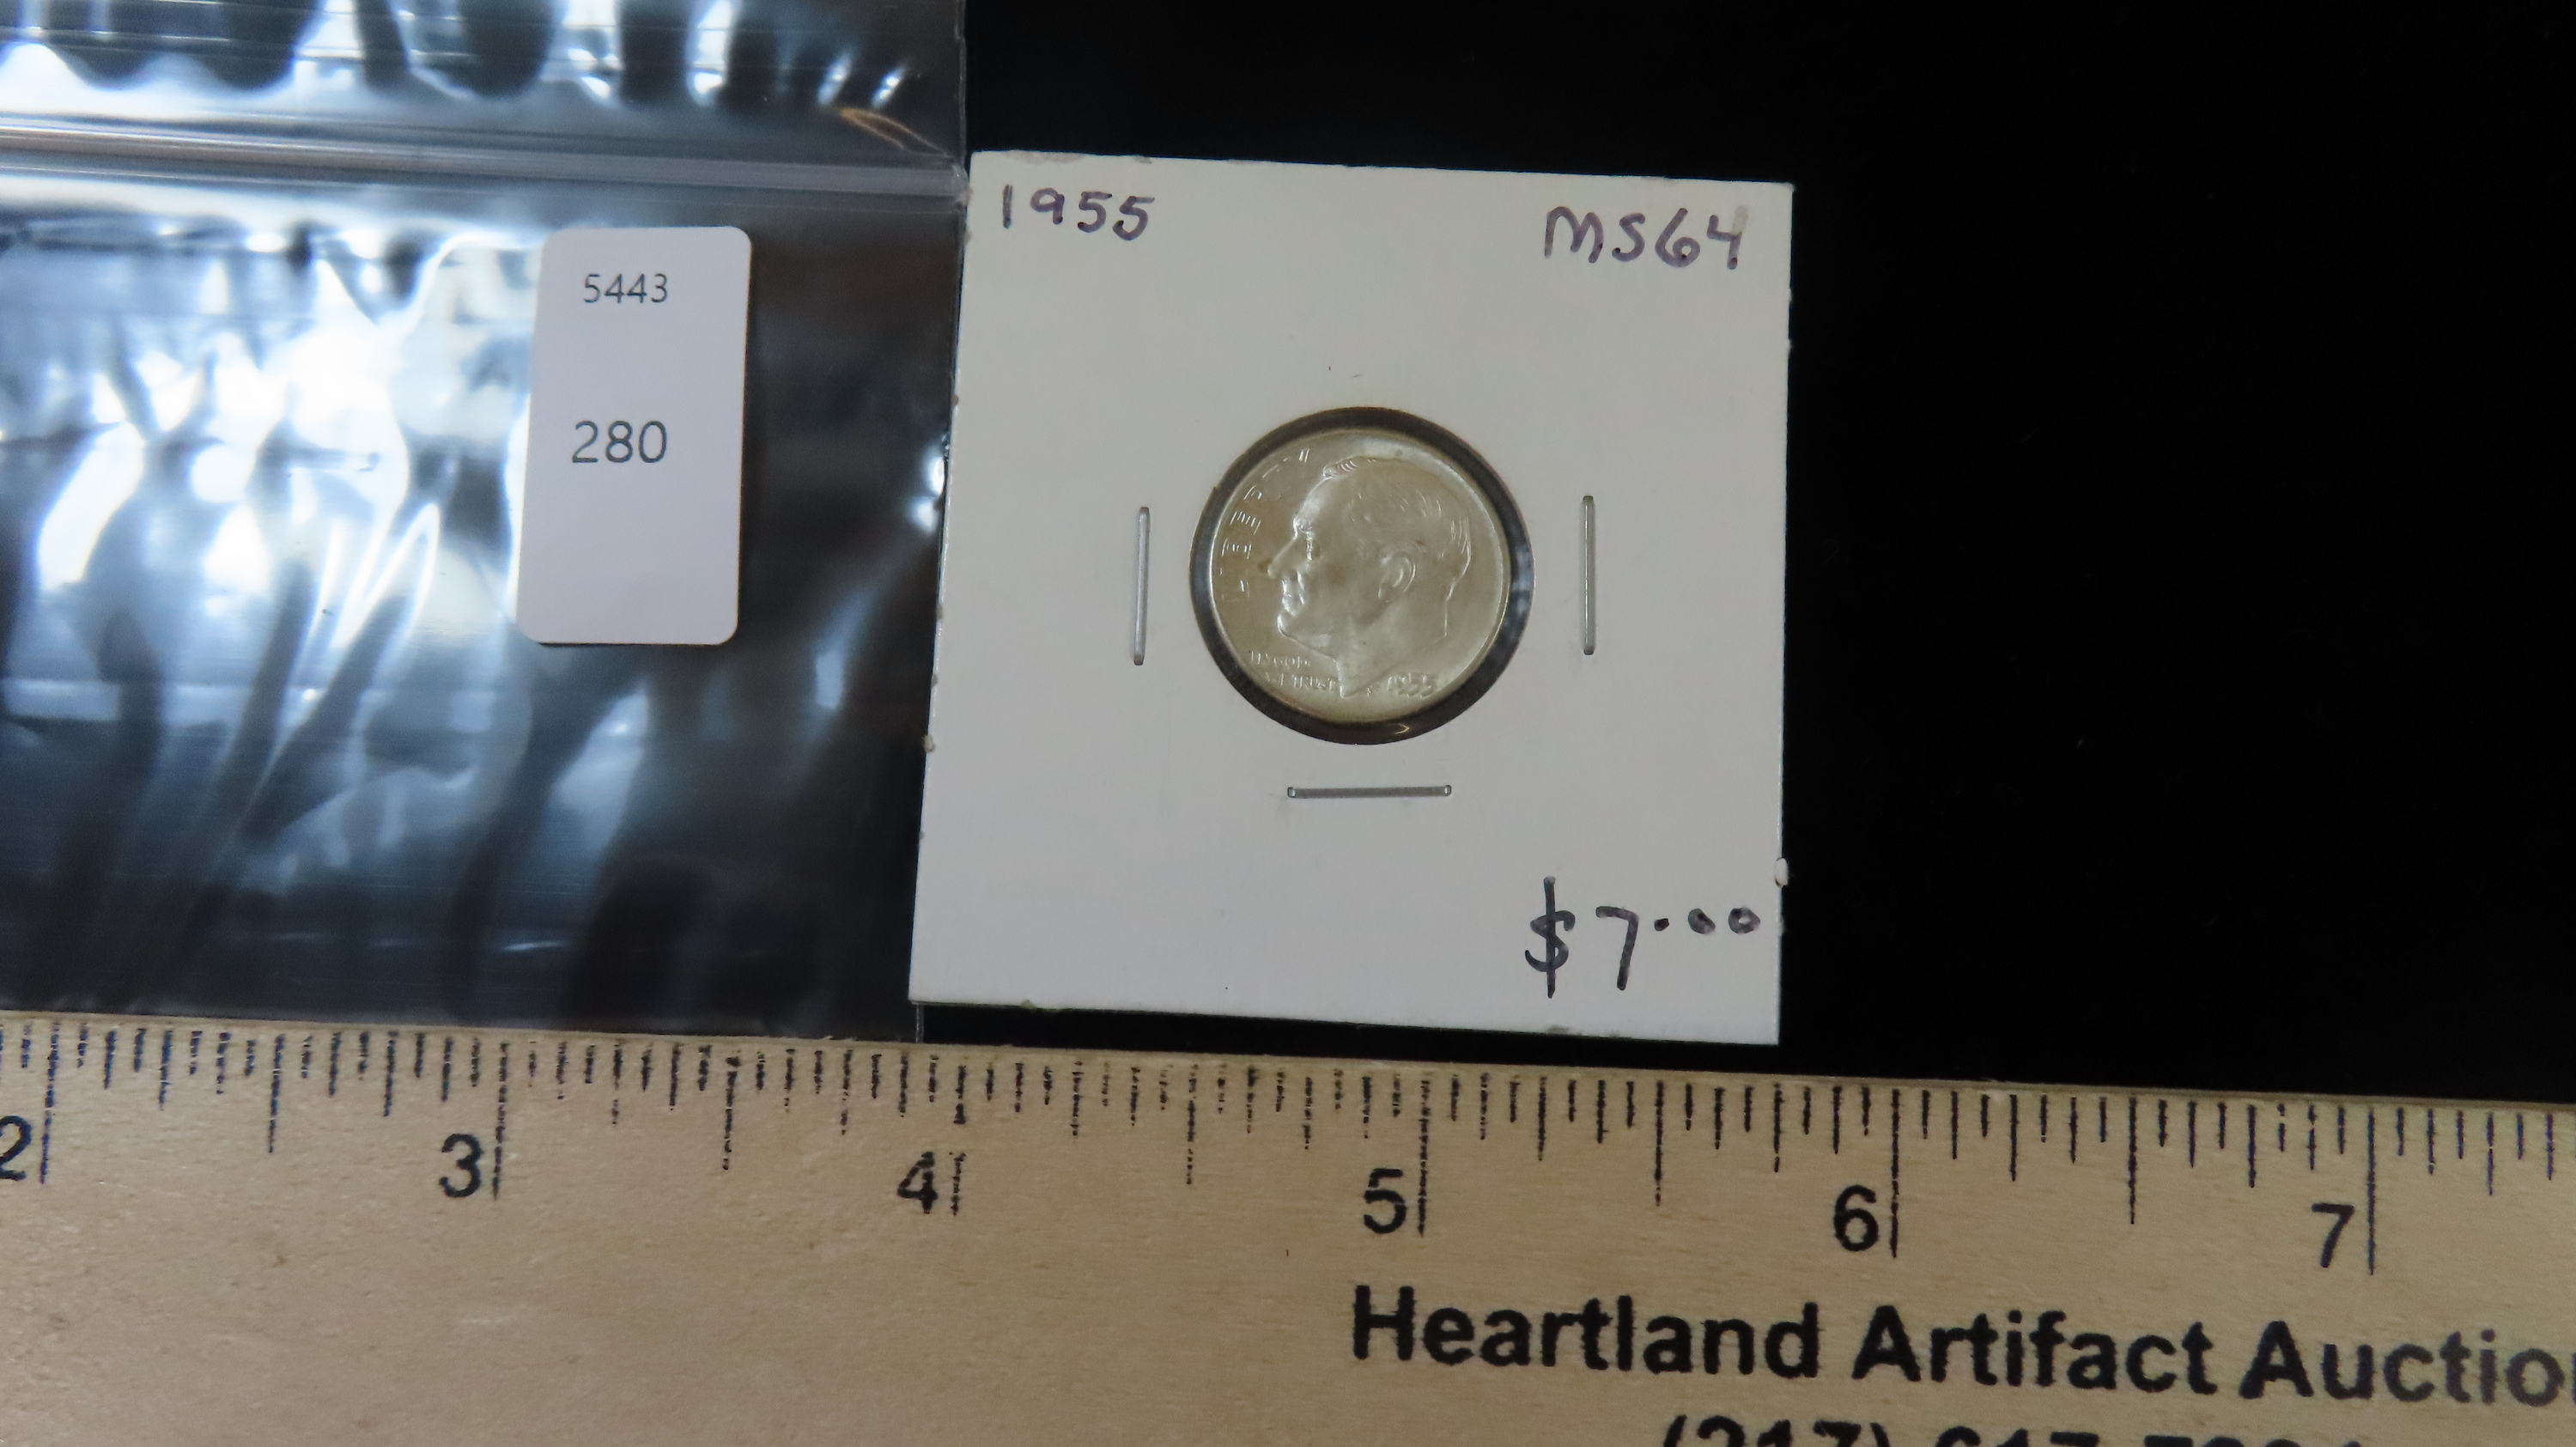 1955
MS64
5443
280
LIBERTY
IN GOD
WE TRUST
1955
$7.00
2 3 4 5 6 7
Heartland Artifact Auctio